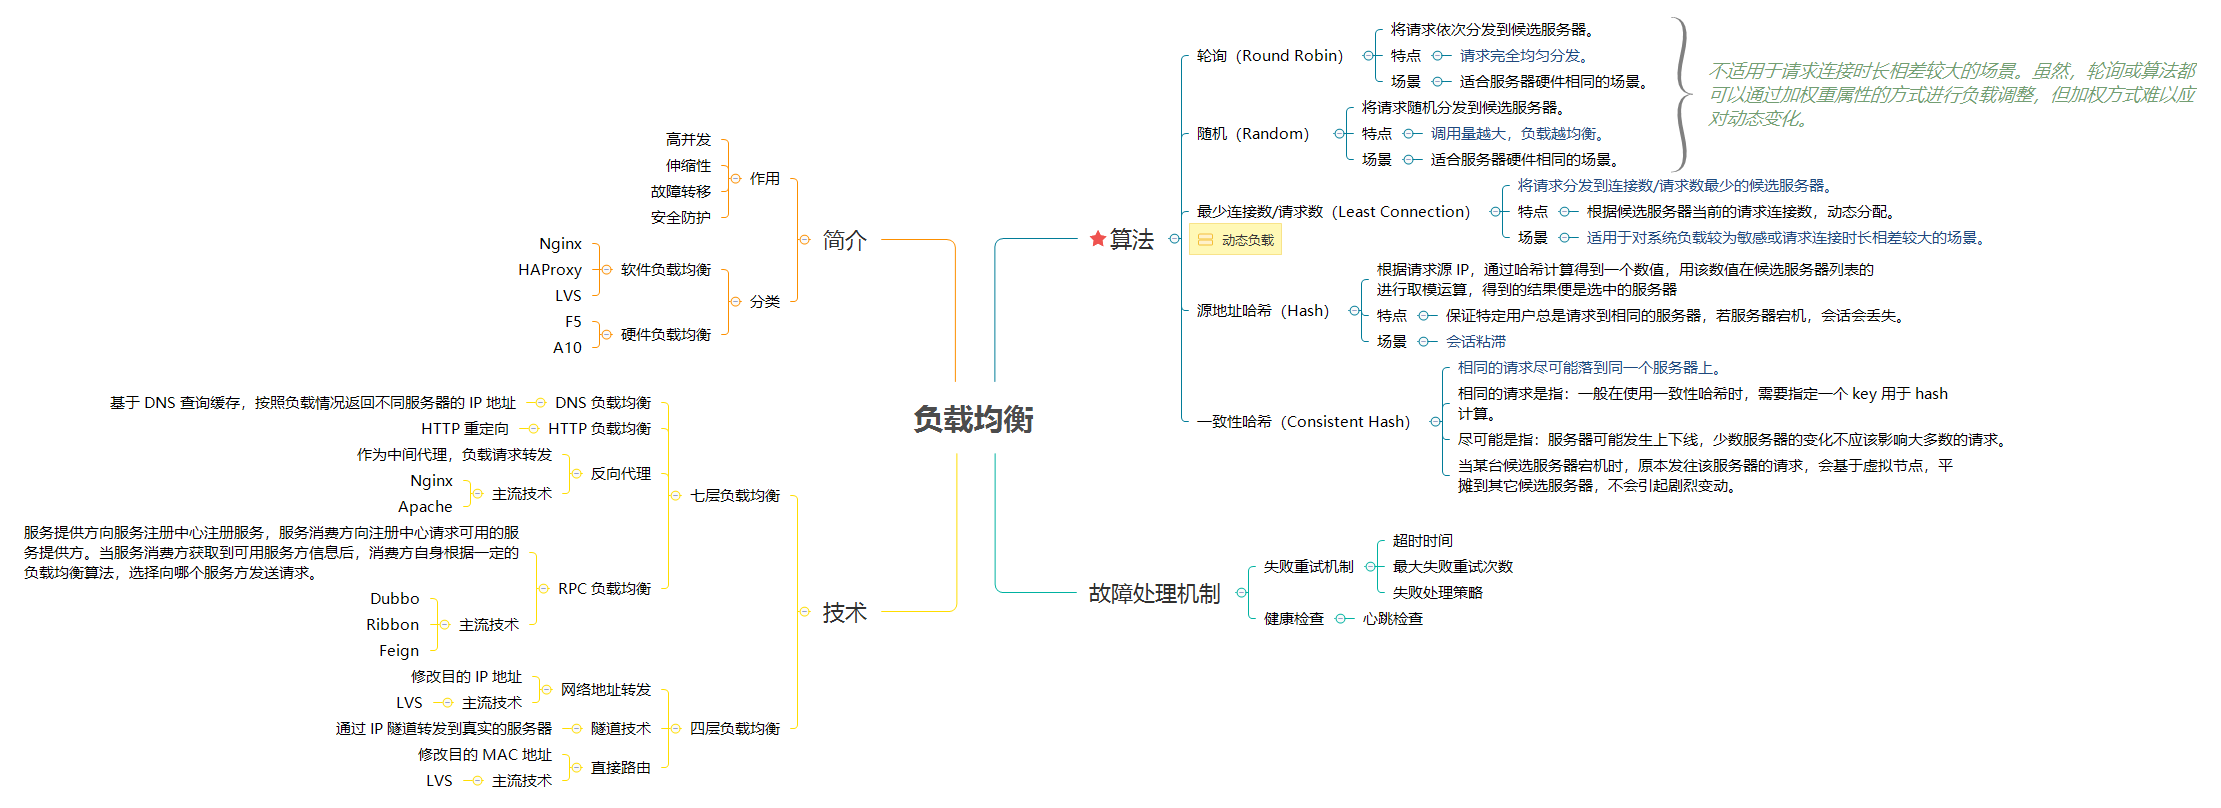 负载均衡
简介
作用
高并发
伸缩性
故障转移
安全防护
分类
软件负载均衡
Nginx
HAProxy
LVS
硬件负载均衡
F5
A10
技术
七层负载均衡
DNS 负载均衡
基于 DNS 查询缓存，按照负载情况返回不同服务器的 IP 地址
HTTP 负载均衡
HTTP 重定向
反向代理
作为中间代理，负载请求转发
主流技术
Nginx
Apache
RPC 负载均衡
服务提供方向服务注册中心注册服务，服务消费方向注册中心请求可用的服
务提供方。当服务消费方获取到可用服务方信息后，消费方自身根据一定的
负载均衡算法，选择向哪个服务方发送请求。
主流技术
Dubbo
Ribbon
Feign
四层负载均衡
网络地址转发
修改目的 IP 地址
主流技术
LVS
隧道技术
通过 IP 隧道转发到真实的服务器
直接路由
修改目的 MAC 地址
主流技术
LVS
算法
轮询（Round Robin）
将请求依次分发到候选服务器。
特点
请求完全均匀分发。
场景
适合服务器硬件相同的场景。
随机（Random）
将请求随机分发到候选服务器。
特点
调用量越大，负载越均衡。
场景
适合服务器硬件相同的场景。
不适用于请求连接时长相差较大的场景。虽然，轮询或算法都
可以通过加权重属性的方式进行负载调整，但加权方式难以应
对动态变化。
最少连接数/请求数（Least Connection）
动态负载
将请求分发到连接数/请求数最少的候选服务器。
特点
根据候选服务器当前的请求连接数，动态分配。
场景
适用于对系统负载较为敏感或请求连接时长相差较大的场景。
源地址哈希（Hash）
根据请求源 IP，通过哈希计算得到一个数值，用该数值在候选服务器列表的
进行取模运算，得到的结果便是选中的服务器
特点
保证特定用户总是请求到相同的服务器，若服务器宕机，会话会丢失。
场景
会话粘滞
一致性哈希（Consistent Hash）
相同的请求尽可能落到同一个服务器上。
相同的请求是指：一般在使用一致性哈希时，需要指定一个 key 用于 hash
计算。
尽可能是指：服务器可能发生上下线，少数服务器的变化不应该影响大多数的请求。
当某台候选服务器宕机时，原本发往该服务器的请求，会基于虚拟节点，平
摊到其它候选服务器，不会引起剧烈变动。
故障处理机制
失败重试机制
超时时间
最大失败重试次数
失败处理策略
健康检查
心跳检查